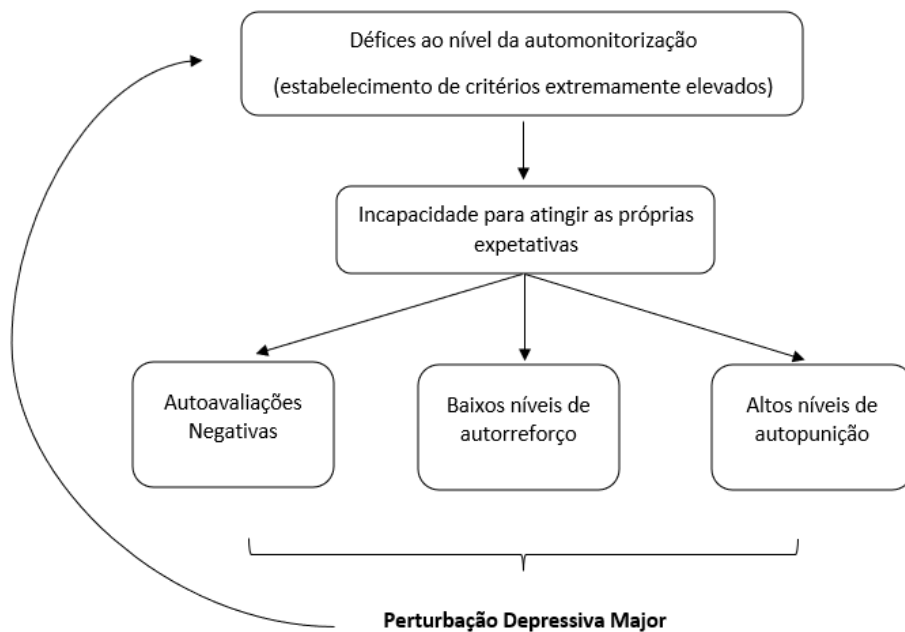 Défices ao nível da automonitorização
(estabelecimento de critérios extremamente elevados)
Incapacidade para atingir as próprias
expetativas
Autoavaliações
Negativas
Baixos níveis de
autorreforço
Altos níveis de
autopunição
Perturbação Depressiva Major